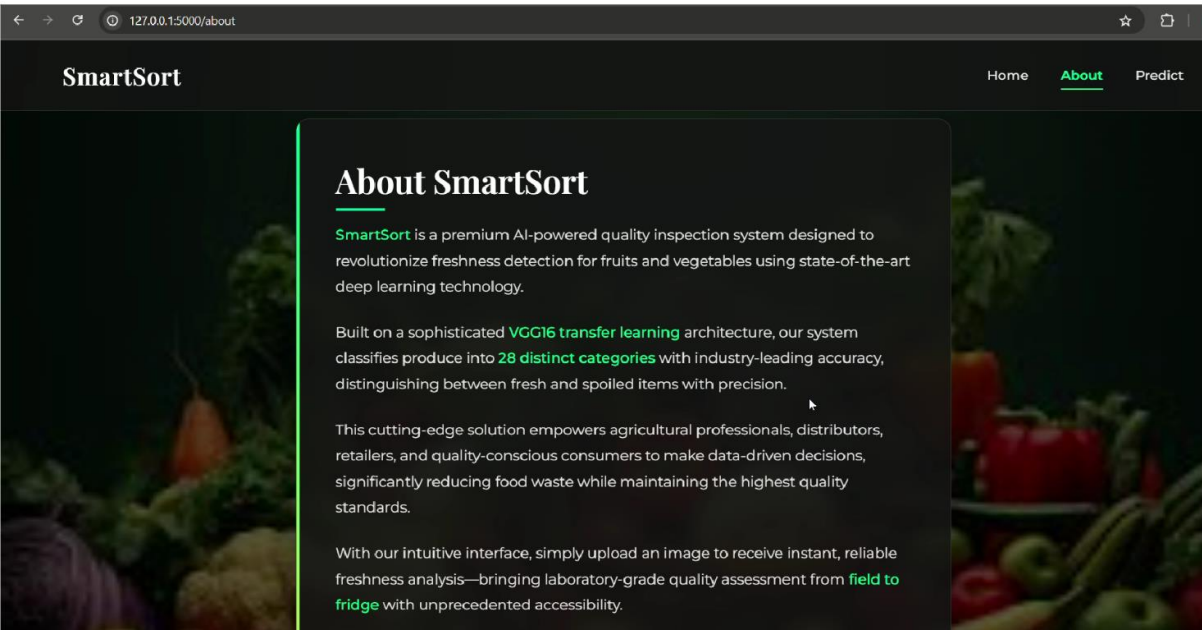 127.0.0.1:5000/about
SmartSort
Home About Predict
About SmartSort
SmartSort is a premium AI-powered quality inspection system designed to
revolutionize freshness detection for fruits and vegetables using state-of-the-art
deep learning technology.
Built on a sophisticated VGG16 transfer learning architecture, our system
classifies produce into 28 distinct categories with industry-leading accuracy,
distinguishing between fresh and spoiled items with precision.
This cutting-edge solution empowers agricultural professionals, distributors,
retailers, and quality-conscious consumers to make data-driven decisions,
significantly reducing food waste while maintaining the highest quality
standards.
With our intuitive interface, simply upload an image to receive instant, reliable
freshness analysis—bringing laboratory-grade quality assessment from field to
fridge with unprecedented accessibility.